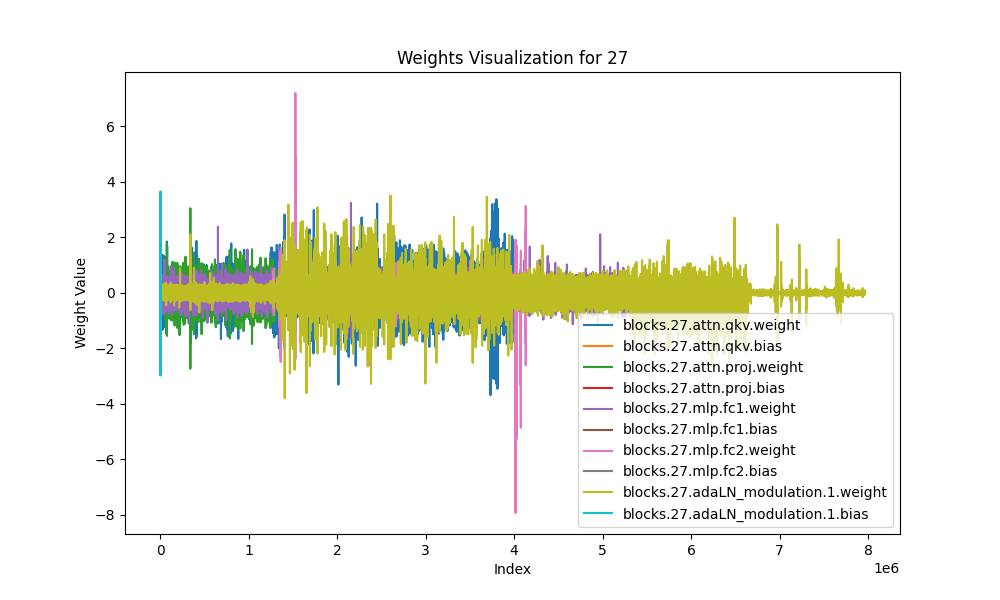 Weights Visualization for 27
Weight Value
6
4
2
0
−2
−4
−6
−8
blocks.27.attn.qkv.weight
blocks.27.attn.qkv.bias
blocks.27.attn.proj.weight
blocks.27.attn.proj.bias
blocks.27.mlp.fc1.weight
blocks.27.mlp.fc1.bias
blocks.27.mlp.fc2.weight
blocks.27.mlp.fc2.bias
blocks.27.adaLN_modulation.1.weight
blocks.27.adaLN_modulation.1.bias
0 1 2 3 4 5 6 7 8
1e6
Index